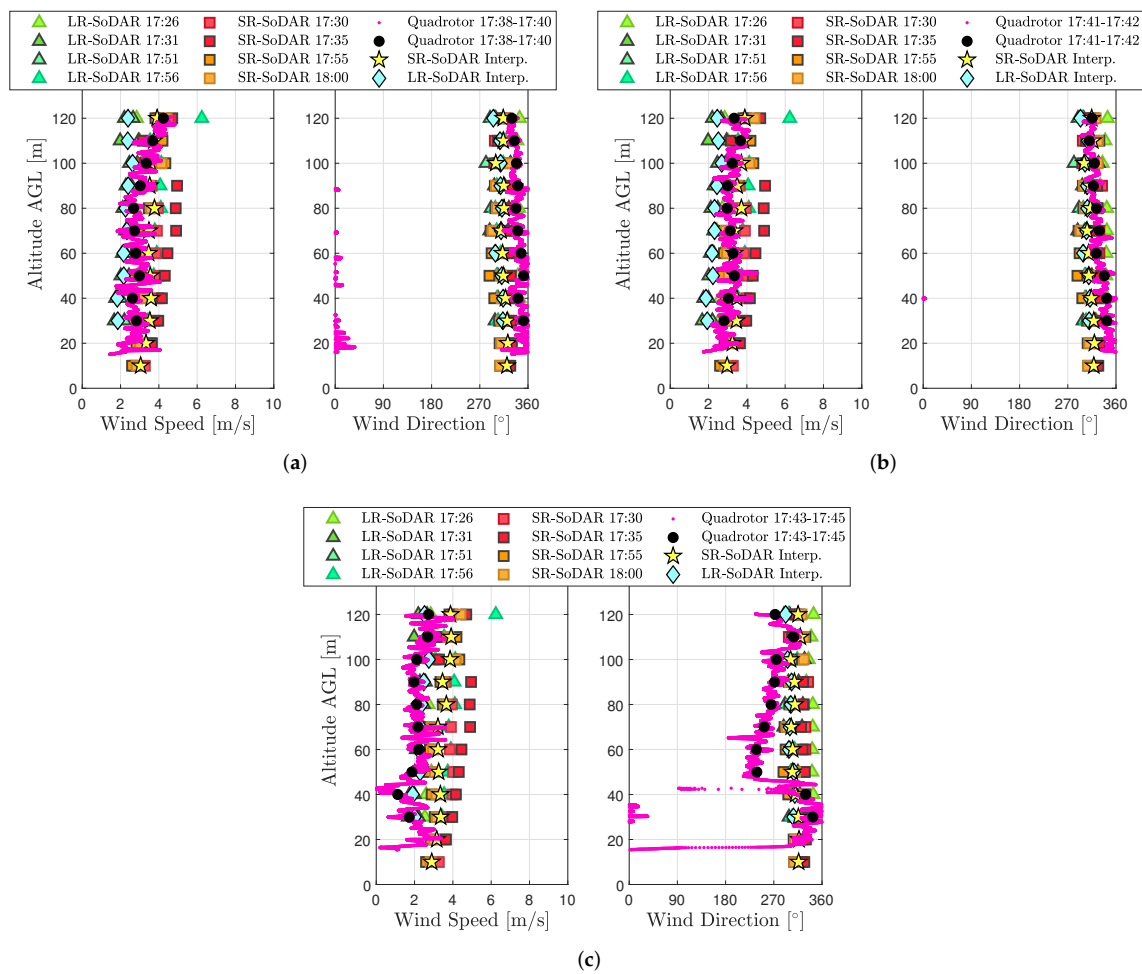 LR-SoDAR 17:26 SR-SoDAR 17:30 Quadrotor 17:38-17:40
LR-SoDAR 17:31 SR-SoDAR 17:35 Quadrotor 17:38-17:40
LR-SoDAR 17:51 SR-SoDAR 17:55 SR-SoDAR Interp.
LR-SoDAR 17:56 SR-SoDAR 18:00 LR-SoDAR Interp.
Altitude AGL [m]
120
100
80
60
40
20
0
0 2 4 6 8 10
Wind Speed [m/s]
0 90 180 270 360
Wind Direction [°]
(a)
LR-SoDAR 17:26 SR-SoDAR 17:30 Quadrotor 17:41-17:42
LR-SoDAR 17:31 SR-SoDAR 17:35 Quadrotor 17:41-17:42
LR-SoDAR 17:51 SR-SoDAR 17:55 SR-SoDAR Interp.
LR-SoDAR 17:56 SR-SoDAR 18:00 LR-SoDAR Interp.
Altitude AGL [m]
120
100
80
60
40
20
0
0 2 4 6 8 10
Wind Speed [m/s]
0 90 180 270 360
Wind Direction [°]
(b)
LR-SoDAR 17:26 SR-SoDAR 17:30 Quadrotor 17:43-17:45
LR-SoDAR 17:31 SR-SoDAR 17:35 Quadrotor 17:43-17:45
LR-SoDAR 17:51 SR-SoDAR 17:55 SR-SoDAR Interp.
LR-SoDAR 17:56 SR-SoDAR 18:00 LR-SoDAR Interp.
Altitude AGL [m]
120
100
80
60
40
20
0
0 2 4 6 8 10
Wind Speed [m/s]
0 90 180 270 360
Wind Direction [°]
(c)